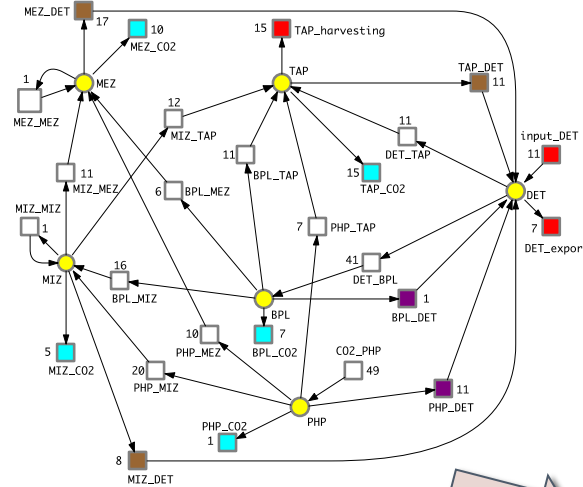 MEZ_DET
17
10
MEZ_CO2
15 TAP_harvesting
1
MEZ
TAP
TAP_DET
11
MEZ_MEZ
12
MIZ_TAP
11
DET_TAP
input_DET
11
11
BPL_TAP
11
MIZ_MEZ
15
TAP_CO2
6
BPL_MEZ
DET
MIZ_MIZ
1
7
PHP_TAP
7
DET_expor
MIZ
16
BPL_MIZ
41
DET_BPL
BPL
1
BPL_DET
5
MIZ_CO2
10
PHP_MEZ
7
BPL_CO2
CO2_PHP
49
20
PHP_MIZ
11
PHP_DET
PHP
PHP_CO2
1
8
MIZ_DET